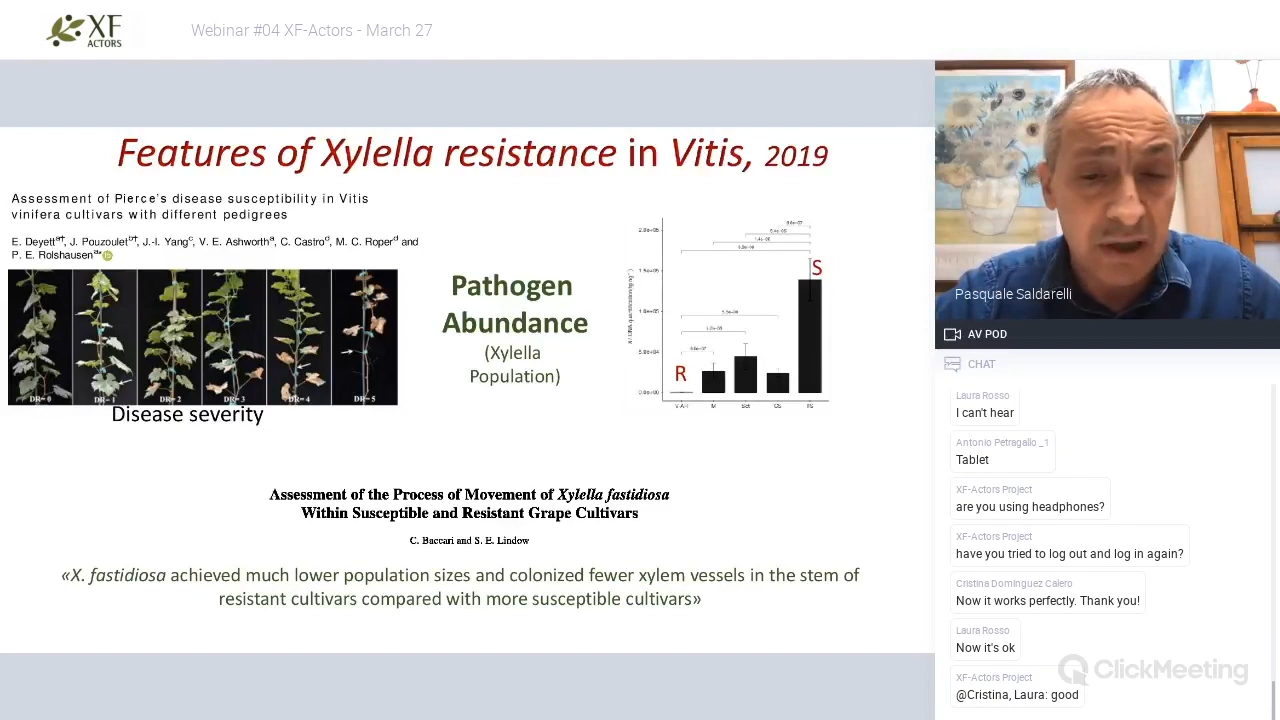 XF
ACTORS
Webinar #04 XF-Actors - March 27
Features of Xylella resistance in Vitis, 2019
Assessment of Pierce's disease susceptibility in Vitis
vinifera cultivars with different pedigrees
E. Deyett, J. Pouzoulet, J.-I. Yang, V. E. Ashworth, C. Castro, M. C. Roper and
P. E. Rolshausen
DR= 0
DR= 1
DR= 2
DR= 3
DR= 4
DR= 5
Disease severity
Pathogen
Abundance
(Xylella
Population)
R
S
M
CS
Assessment of the Process of Movement of Xylella fastidiosa
Within Susceptible and Resistant Grape Cultivars
C. Baccari and S. E. Lindow
«X. fastidiosa achieved much lower population sizes and colonized fewer xylem vessels in the stem of
resistant cultivars compared with more susceptible cultivars»
Pasquale Saldarelli
AV POD
CHAT
Laura Rosso
I can't hear
Antonio Petragallo _1
Tablet
XF-Actors Project
are you using headphones?
XF-Actors Project
have you tried to log out and log in again?
Cristina Domínguez Calero
Now it works perfectly. Thank you!
Laura Rosso
Now it's ok
XF-Actors Project
@Cristina, Laura: good
ClickMeeting